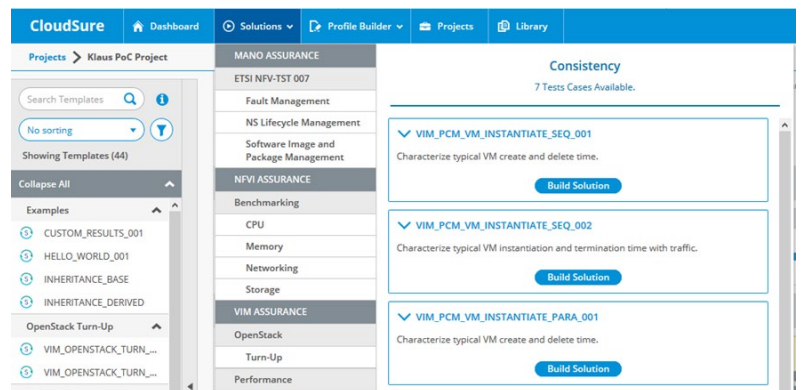 CloudSure
Dashboard
Solutions
Profile Builder
Projects
Library
Projects > Klaus PoC Project
Search Templates
No sorting
Showing Templates (44)
Collapse All
Examples
CUSTOM_RESULTS_001
HELLO_WORLD_001
INHERITANCE_BASE
INHERITANCE_DERIVED
OpenStack Turn-Up
VIM_OPENSTACK_TURN_...
VIM_OPENSTACK_TURN_...
MANO ASSURANCE
ETSI NFV-TST 007
Fault Management
NS Lifecycle Management
Software Image and
Package Management
NFVI ASSURANCE
Benchmarking
CPU
Memory
Networking
Storage
VIM ASSURANCE
OpenStack
Turn-Up
Performance
Consistency
7 Tests Cases Available.
VIM_PCM_VM_INSTANTIATE_SEQ_001
Characterize typical VM create and delete time.
Build Solution
VIM_PCM_VM_INSTANTIATE_SEQ_002
Characterize typical VM instantiation and termination time with traffic.
Build Solution
VIM_PCM_VM_INSTANTIATE_PARA_001
Characterize typical VM create and delete time.
Build Solution